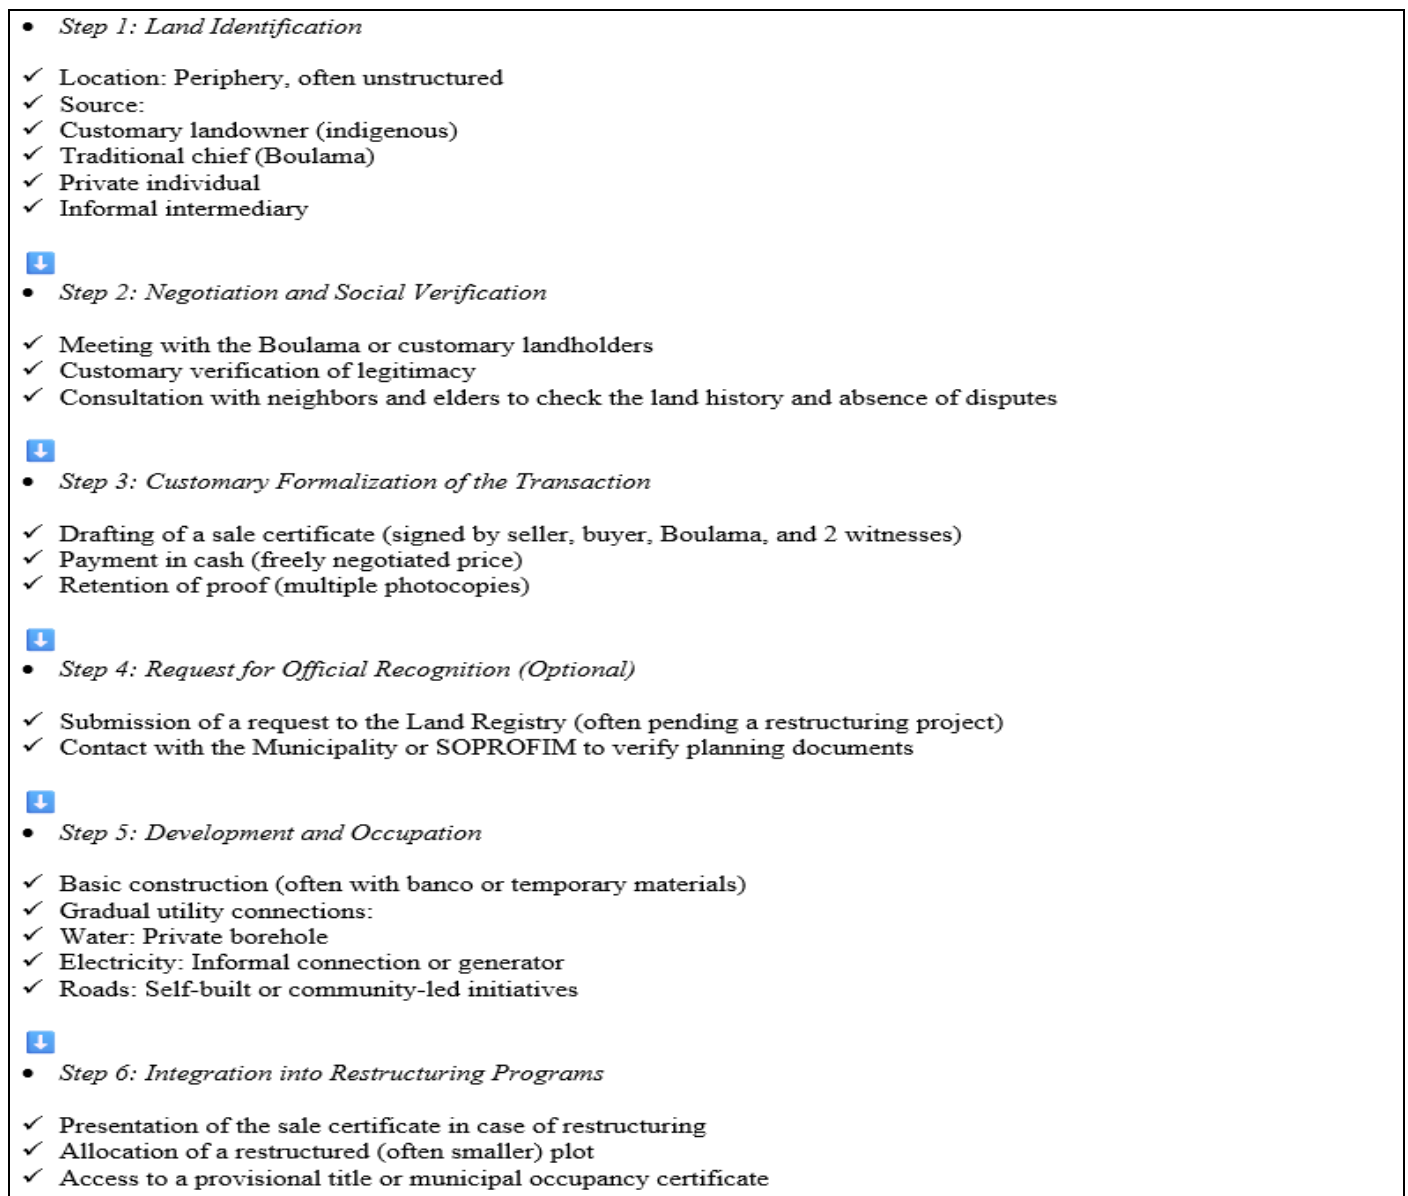 • Step 1: Land Identification
✓ Location: Periphery, often unstructured
✓ Source:
✓ Customary landowner (indigenous)
✓ Traditional chief (Boulama)
✓ Private individual
✓ Informal intermediary
⬇
• Step 2: Negotiation and Social Verification
✓ Meeting with the Boulama or customary landholders
✓ Customary verification of legitimacy
✓ Consultation with neighbors and elders to check the land history and absence of disputes
⬇
• Step 3: Customary Formalization of the Transaction
✓ Drafting of a sale certificate (signed by seller, buyer, Boulama, and 2 witnesses)
✓ Payment in cash (freely negotiated price)
✓ Retention of proof (multiple photocopies)
⬇
• Step 4: Request for Official Recognition (Optional)
✓ Submission of a request to the Land Registry (often pending a restructuring project)
✓ Contact with the Municipality or SOPROFIM to verify planning documents
⬇
• Step 5: Development and Occupation
✓ Basic construction (often with banco or temporary materials)
✓ Gradual utility connections:
✓ Water: Private borehole
✓ Electricity: Informal connection or generator
✓ Roads: Self-built or community-led initiatives
⬇
• Step 6: Integration into Restructuring Programs
✓ Presentation of the sale certificate in case of restructuring
✓ Allocation of a restructured (often smaller) plot
✓ Access to a provisional title or municipal occupancy certificate